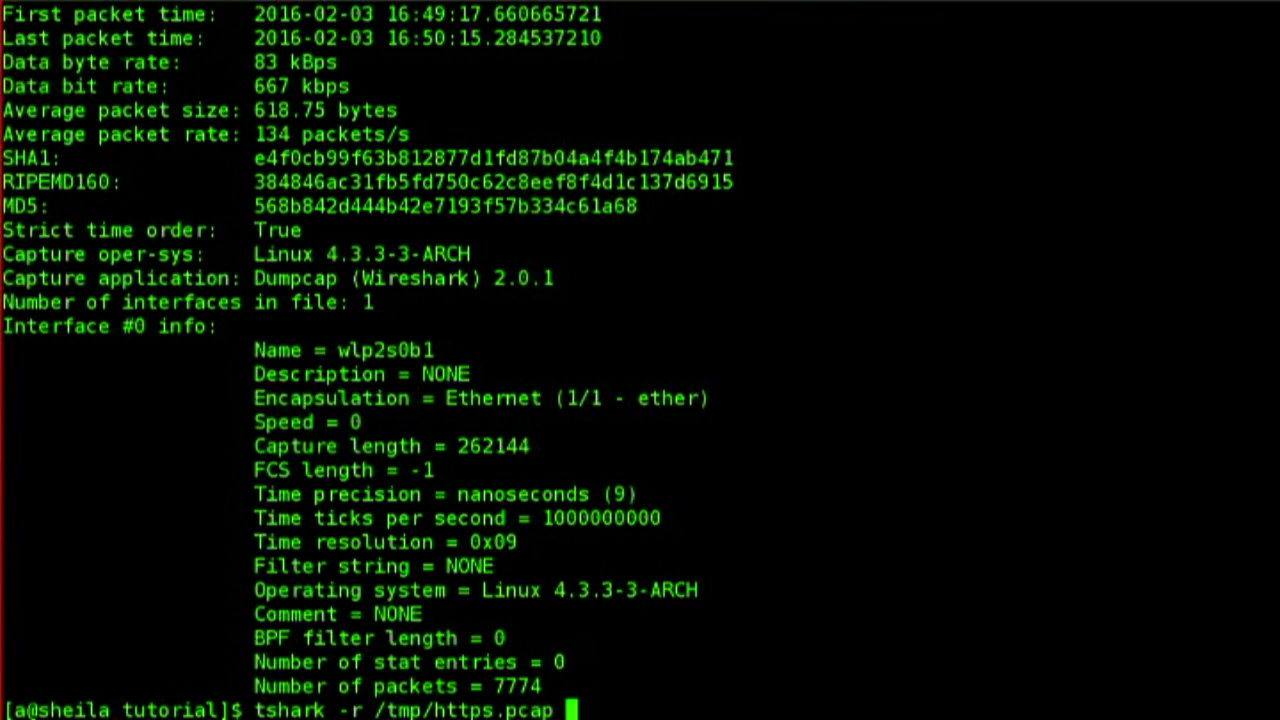 First packet time:   2016-02-03 16:49:17.660665721
Last packet time:    2016-02-03 16:50:15.284537210
Data byte rate:      83 kBps
Data bit rate:       667 kbps
Average packet size: 618.75 bytes
Average packet rate: 134 packets/s
SHA1:                e4f0cb99f63b812877d1fd87b04a4f4b174ab471
RIPEMD160:           384846ac31fb5fd750c62c8eef8f4d1c137d6915
MD5:                 568b842d444b42e7193f57b334c61a68
Strict time order:   True
Capture oper-sys:    Linux 4.3.3-3-ARCH
Capture application: Dumpcap (Wireshark) 2.0.1
Number of interfaces in file: 1
Interface #0 info:
                     Name = wlp2s0b1
                     Description = NONE
                     Encapsulation = Ethernet (1/1 - ether)
                     Speed = 0
                     Capture length = 262144
                     FCS length = -1
                     Time precision = nanoseconds (9)
                     Time ticks per second = 1000000000
                     Time resolution = 0x09
                     Filter string = NONE
                     Operating system = Linux 4.3.3-3-ARCH
                     Comment = NONE
                     BPF filter length = 0
                     Number of stat entries = 0
                     Number of packets = 7774
[a@sheila tutorial]$ tshark -r /tmp/https.pcap